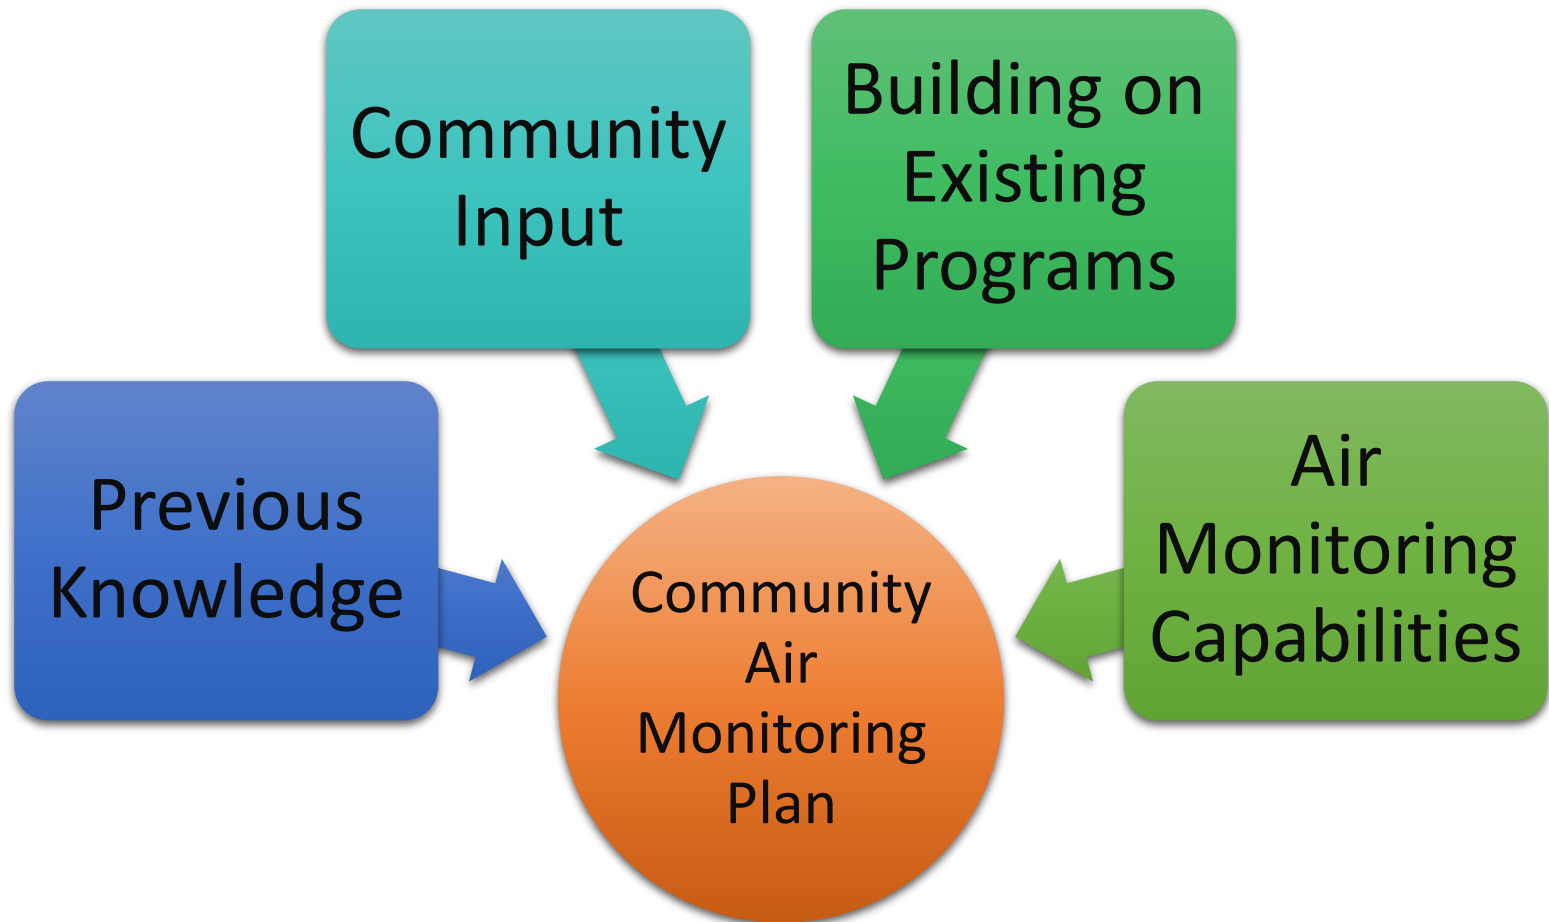 Community
Input
Building on
Existing
Programs
Previous
Knowledge
Air
Monitoring
Capabilities
Community
Air
Monitoring
Plan